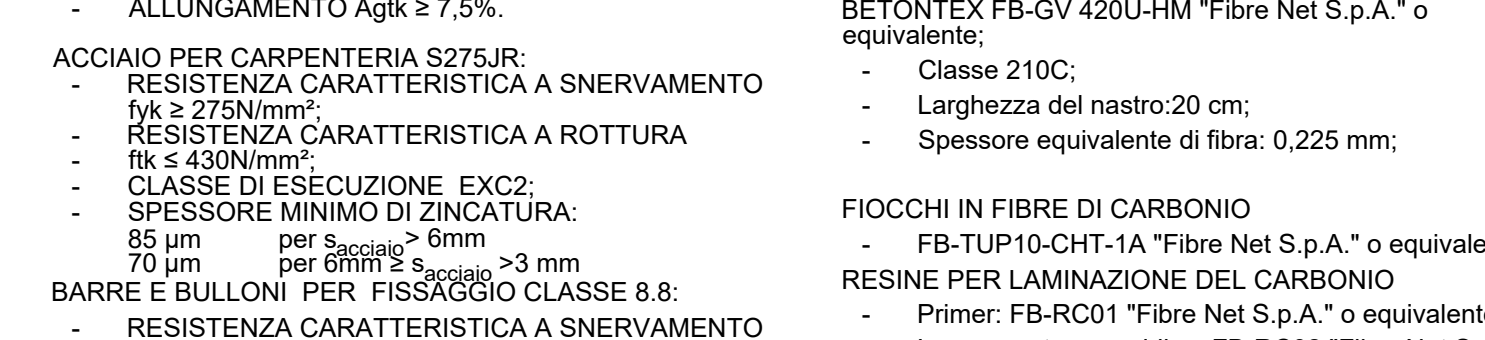 - ALLUNGAMENTO Agtk ≥ 7,5%.
ACCIAIO PER CARPENTERIA S275JR:
- RESISTENZA CARATTERISTICA A SNERVAMENTO
fyk ≥ 275N/mm²;
- RESISTENZA CARATTERISTICA A ROTTURA
- ftk ≤ 430N/mm²;
- CLASSE DI ESECUZIONE EXC2;
- SPESSORE MINIMO DI ZINCATURA:
85 µm per sacciaio> 6mm
70 µm per 6mm ≥ sacciaio >3 mm
BARRE E BULLONI PER FISSAGGIO CLASSE 8.8:
- RESISTENZA CARATTERISTICA A SNERVAMENTO
BETONTEX FB-GV 420U-HM "Fibre Net S.p.A." o
equivalente;
- Classe 210C;
- Larghezza del nastro:20 cm;
- Spessore equivalente di fibra: 0,225 mm;
FIOCCHI IN FIBRE DI CARBONIO
- FB-TUP10-CHT-1A "Fibre Net S.p.A." o equivale
RESINE PER LAMINAZIONE DEL CARBONIO
- Primer: FB-RC01 "Fibre Net S.p.A." o equivalente